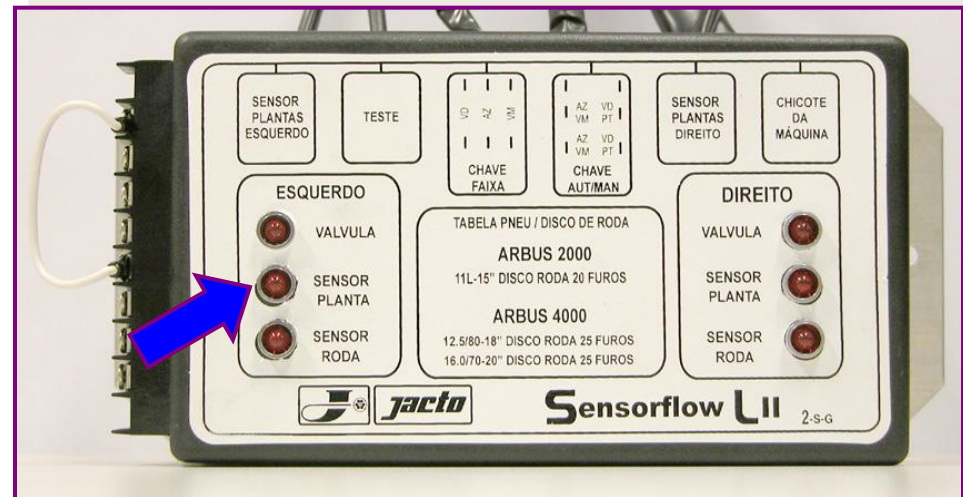 SENSOR
PLANTAS
ESQUERDO
TESTE
VD AZ VM
CHAVE
FAIXA
AZ VD
VM PT
AZ VD
VM PT
CHAVE
AUT/MAN
SENSOR
PLANTAS
DIREITO
CHICOTE
DA
MÁQUINA
ESQUERDO
VALVULA
SENSOR
PLANTA
SENSOR
RODA
TABELA PNEU / DISCO DE RODA
ARBUS 2000
11L-15" DISCO RODA 20 FUROS
ARBUS 4000
12.5/80-18" DISCO RODA 25 FUROS
16.0/70-20" DISCO RODA 25 FUROS
DIREITO
VALVULA
SENSOR
PLANTA
SENSOR
RODA
J ® Jacto
Sensorflow L II 2-S-G